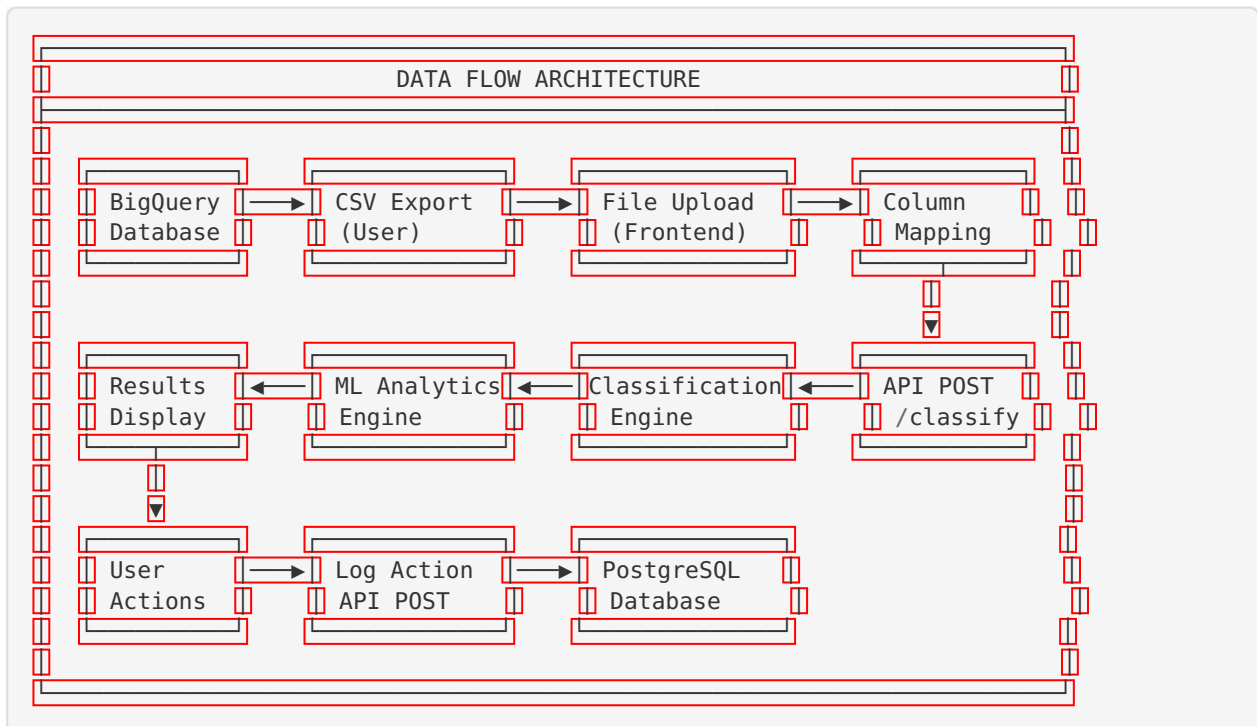 DATA FLOW ARCHITECTURE
BigQuery CSV Export File Upload Column
Database (User) (Frontend) Mapping
Results ML Analytics Classification API POST
Display Engine Engine /classify
User Log Action PostgreSQL
Actions API POST Database